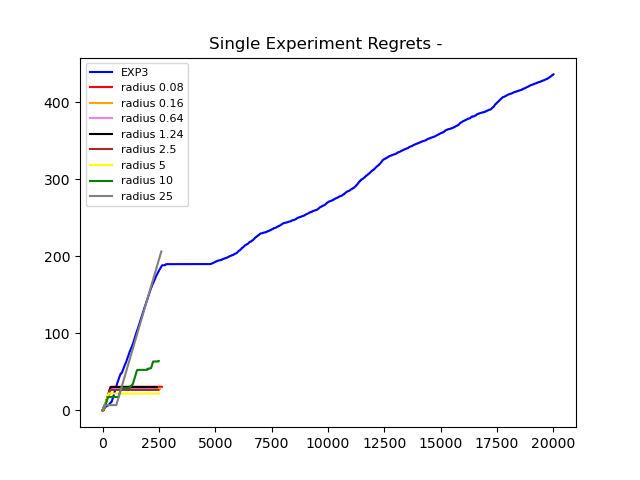 Single Experiment Regrets -
EXP3
radius 0.08
radius 0.16
radius 0.64
radius 1.24
radius 2.5
radius 5
radius 10
radius 25
400
300
200
100
0
0 2500 5000 7500 10000 12500 15000 17500 20000